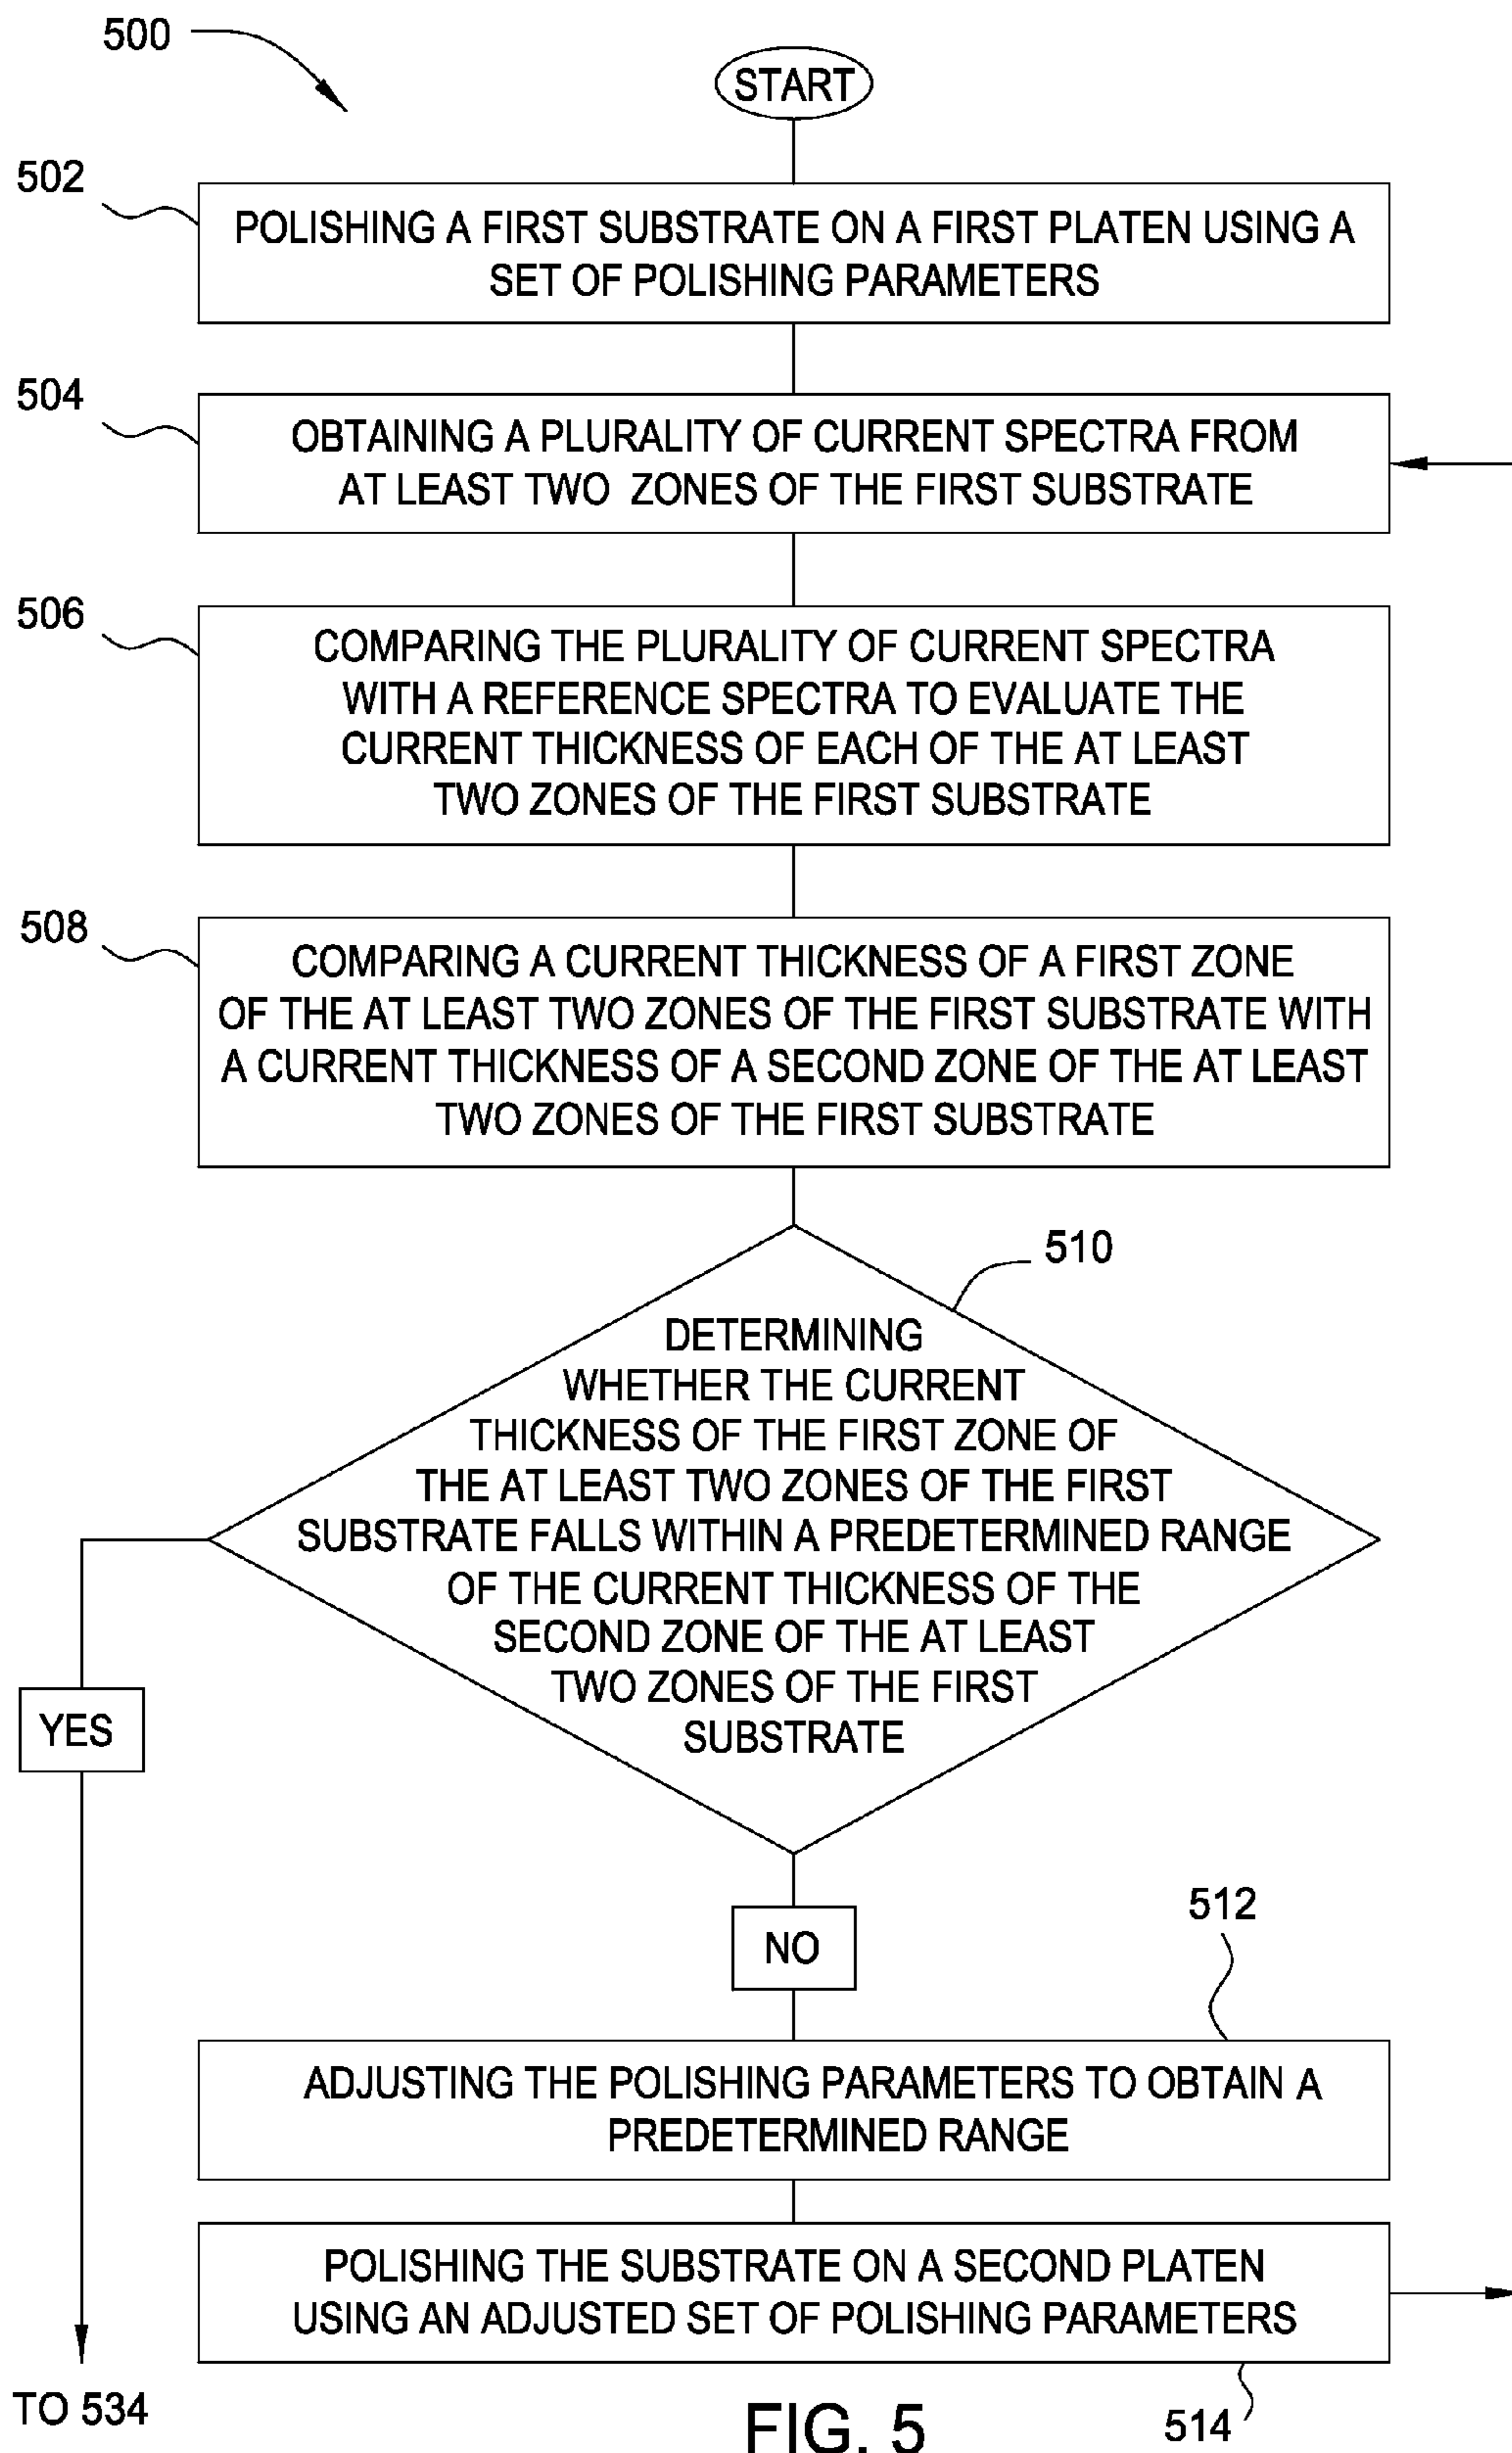 500
START
502
POLISHING A FIRST SUBSTRATE ON A FIRST PLATEN USING A
SET OF POLISHING PARAMETERS
504
OBTAINING A PLURALITY OF CURRENT SPECTRA FROM
AT LEAST TWO ZONES OF THE FIRST SUBSTRATE
506
COMPARING THE PLURALITY OF CURRENT SPECTRA
WITH A REFERENCE SPECTRA TO EVALUATE THE
CURRENT THICKNESS OF EACH OF THE AT LEAST
TWO ZONES OF THE FIRST SUBSTRATE
508
COMPARING A CURRENT THICKNESS OF A FIRST ZONE
OF THE AT LEAST TWO ZONES OF THE FIRST SUBSTRATE WITH
A CURRENT THICKNESS OF A SECOND ZONE OF THE AT LEAST
TWO ZONES OF THE FIRST SUBSTRATE
510
DETERMINING
WHETHER THE CURRENT
THICKNESS OF THE FIRST ZONE OF
THE AT LEAST TWO ZONES OF THE FIRST
SUBSTRATE FALLS WITHIN A PREDETERMINED RANGE
OF THE CURRENT THICKNESS OF THE
SECOND ZONE OF THE AT LEAST
TWO ZONES OF THE FIRST
SUBSTRATE
YES
NO
512
ADJUSTING THE POLISHING PARAMETERS TO OBTAIN A
PREDETERMINED RANGE
POLISHING THE SUBSTRATE ON A SECOND PLATEN
USING AN ADJUSTED SET OF POLISHING PARAMETERS
TO 534
514
FIG. 5